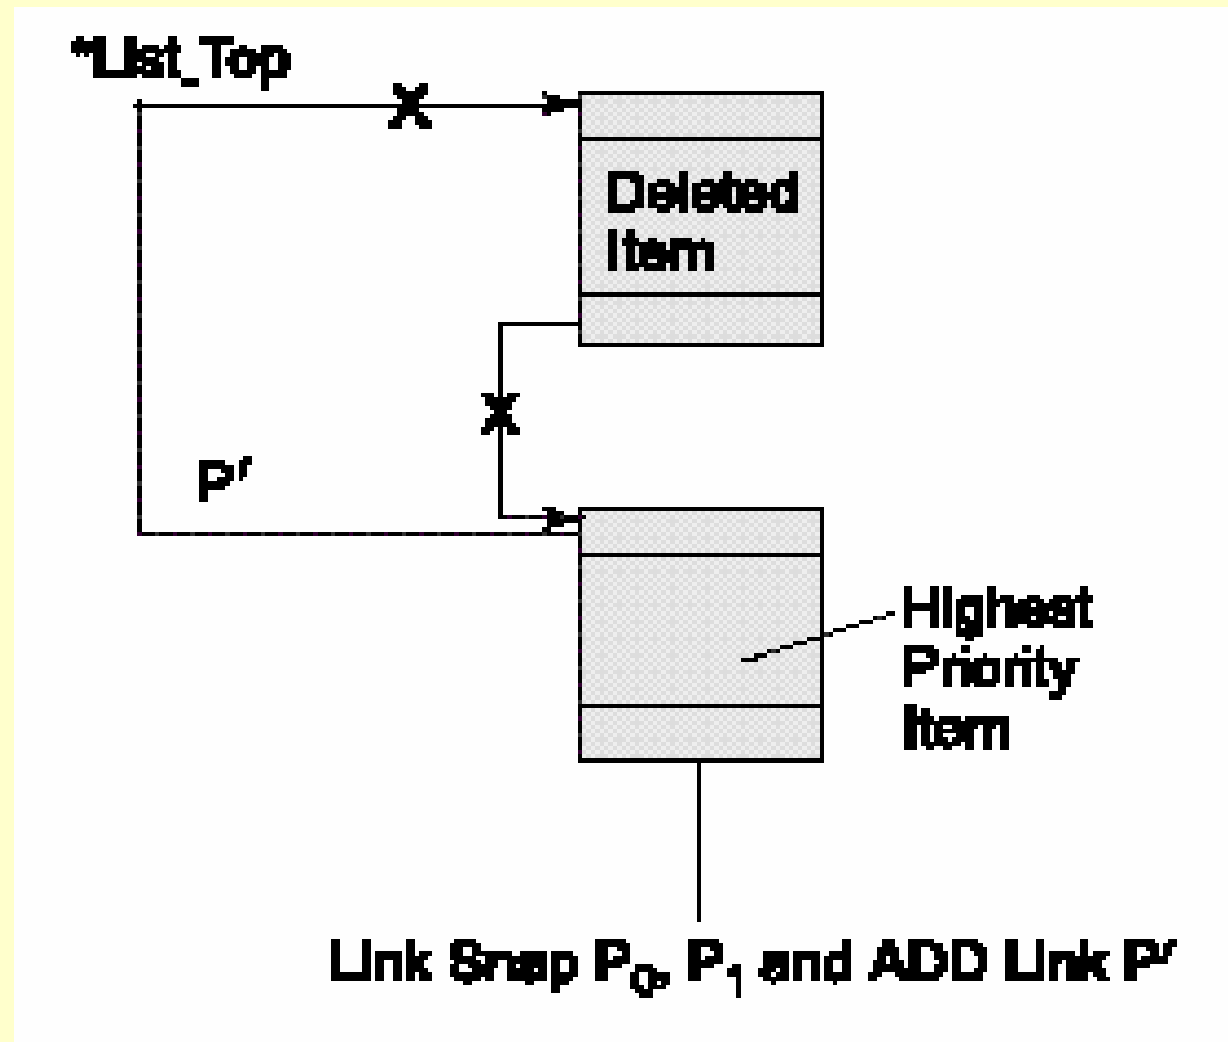 *List_Top
Deleted
Item
P′
Highest
Priority
Item
Link Snap P₀, P₁ and ADD Link P′